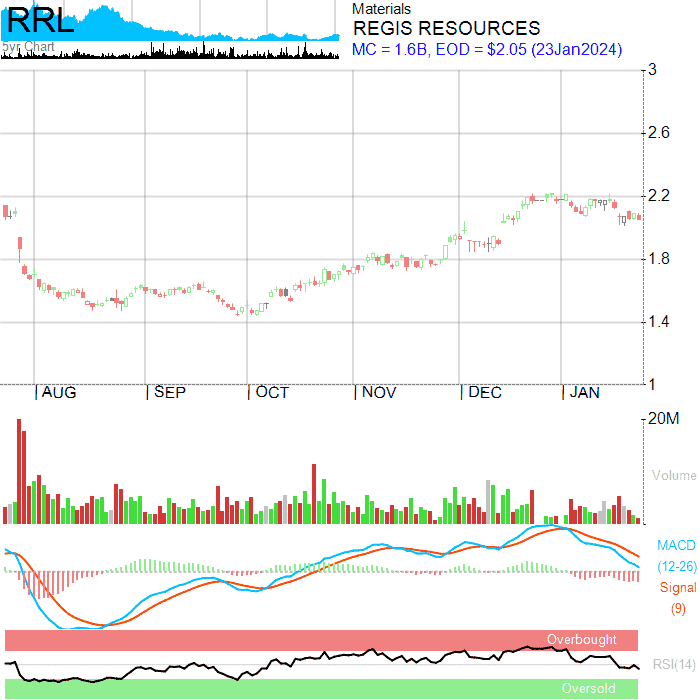 RRL
5yr Chart
Materials
REGIS RESOURCES
MC = 1.6B, EOD = $2.05 (23Jan2024)
3
2.6
2.2
1.8
1.4
1
AUG
SEP
OCT
NOV
DEC
JAN
20M
Volume
MACD
(12-26)
Signal
(9)
Overbought
RSI(14)
Oversold